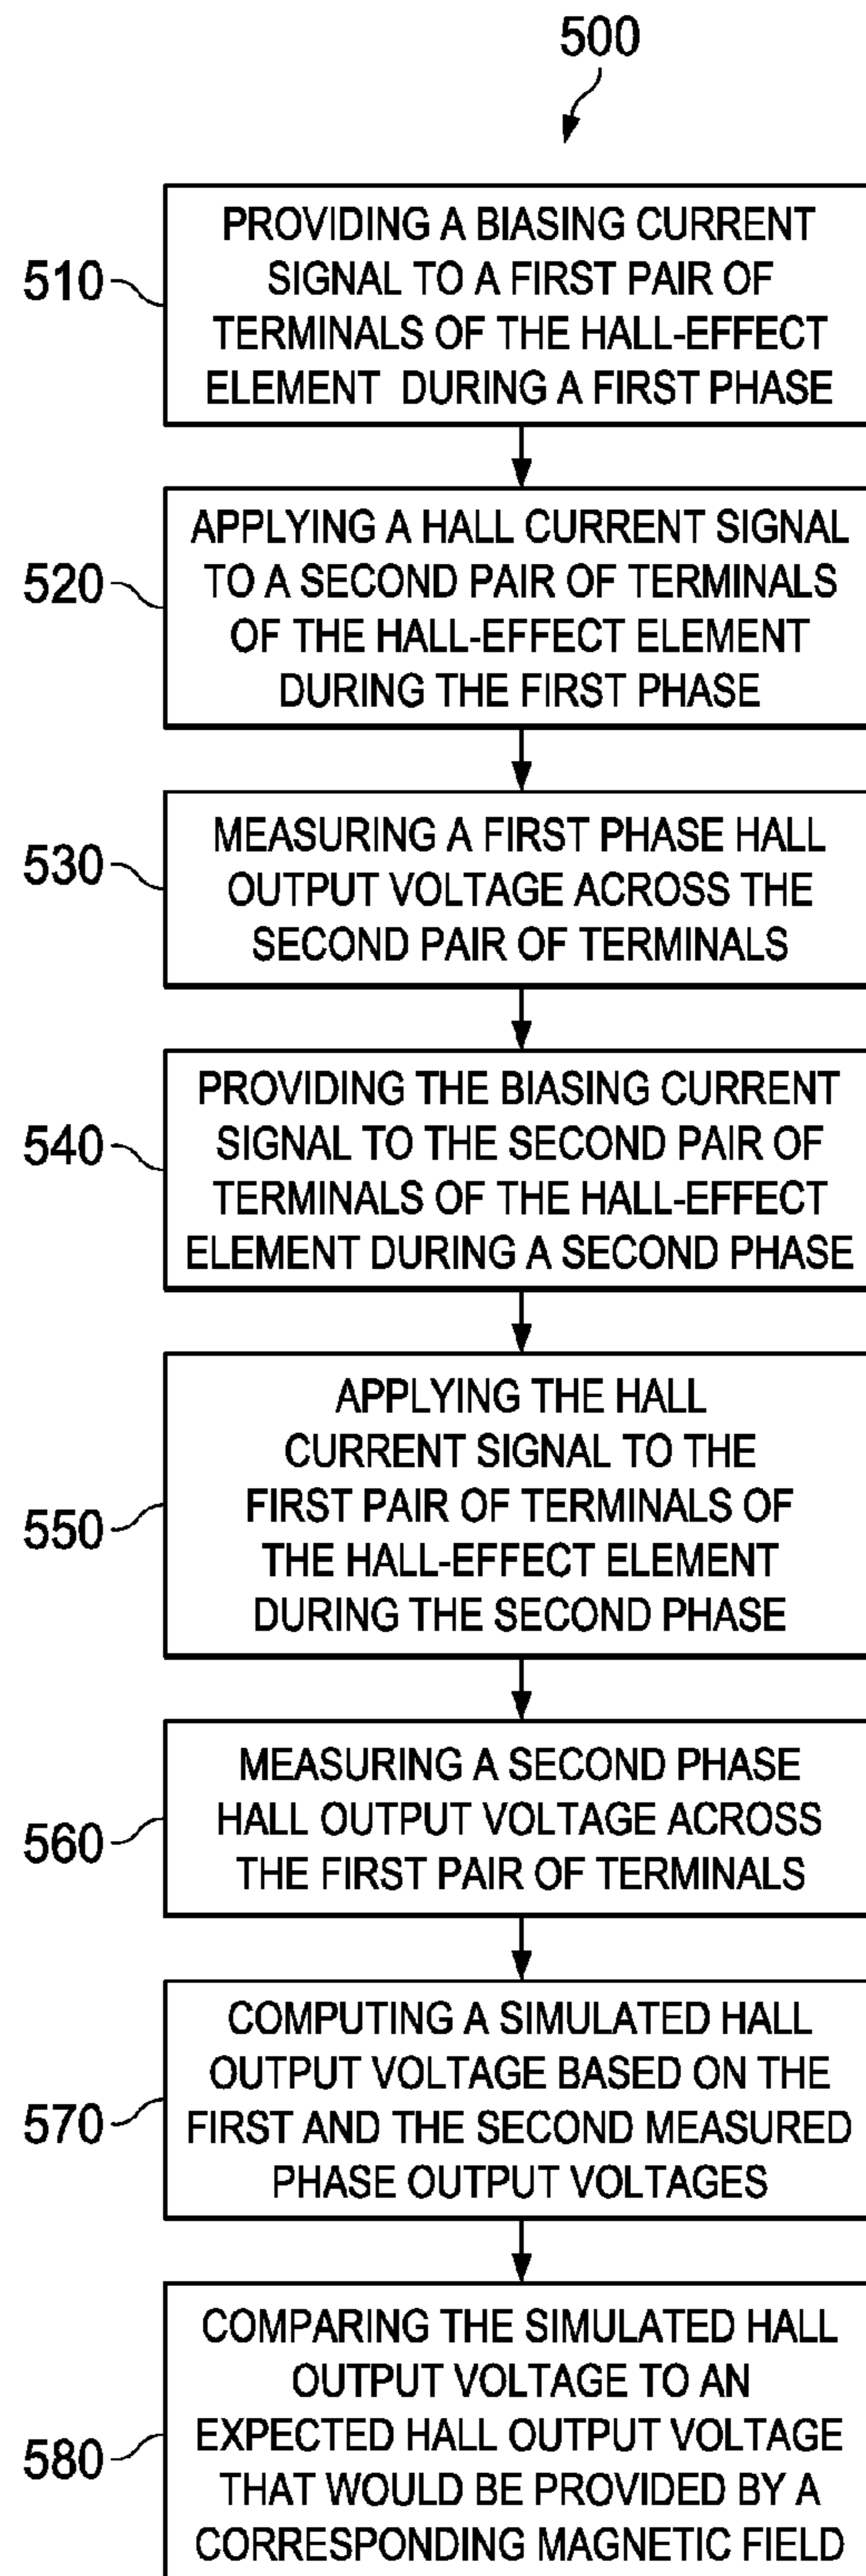 500
510
PROVIDING A BIASING CURRENT
SIGNAL TO A FIRST PAIR OF
TERMINALS OF THE HALL-EFFECT
ELEMENT DURING A FIRST PHASE
520
APPLYING A HALL CURRENT SIGNAL
TO A SECOND PAIR OF TERMINALS
OF THE HALL-EFFECT ELEMENT
DURING THE FIRST PHASE
530
MEASURING A FIRST PHASE HALL
OUTPUT VOLTAGE ACROSS THE
SECOND PAIR OF TERMINALS
540
PROVIDING THE BIASING CURRENT
SIGNAL TO THE SECOND PAIR OF
TERMINALS OF THE HALL-EFFECT
ELEMENT DURING A SECOND PHASE
550
APPLYING THE HALL
CURRENT SIGNAL TO THE
FIRST PAIR OF TERMINALS OF
THE HALL-EFFECT ELEMENT
DURING THE SECOND PHASE
560
MEASURING A SECOND PHASE
HALL OUTPUT VOLTAGE ACROSS
THE FIRST PAIR OF TERMINALS
570
COMPUTING A SIMULATED HALL
OUTPUT VOLTAGE BASED ON THE
FIRST AND THE SECOND MEASURED
PHASE OUTPUT VOLTAGES
580
COMPARING THE SIMULATED HALL
OUTPUT VOLTAGE TO AN
EXPECTED HALL OUTPUT VOLTAGE
THAT WOULD BE PROVIDED BY A
CORRESPONDING MAGNETIC FIELD